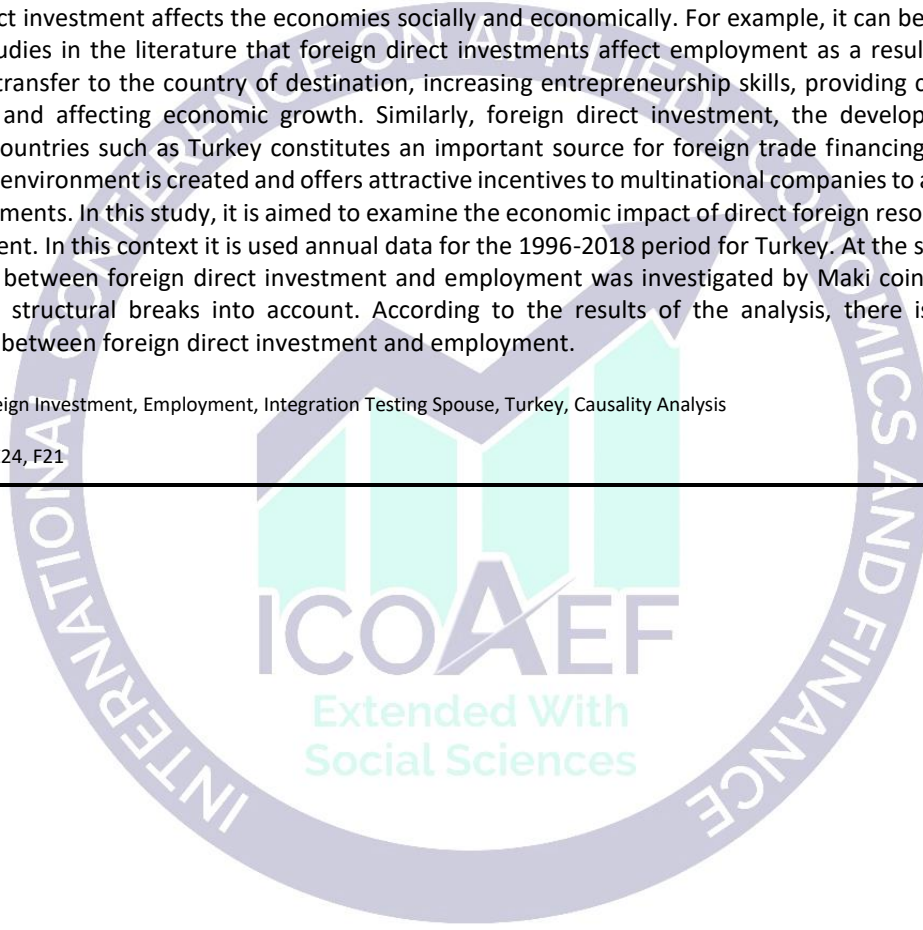 ct investment affects the economies socially and economically. For example, it can be
udies in the literature that foreign direct investments affect employment as a resul
transfer to the country of destination, increasing entrepreneurship skills, providing c
and affecting economic growth. Similarly, foreign direct investment, the develop
ountries such as Turkey constitutes an important source for foreign trade financing
environment is created and offers attractive incentives to multinational companies to a
ments. In this study, it is aimed to examine the economic impact of direct foreign reso
ent. In this context it is used annual data for the 1996-2018 period for Turkey. At the s
between foreign direct investment and employment was investigated by Maki coin
structural breaks into account. According to the results of the analysis, there is
between foreign direct investment and employment.
eign Investment, Employment, Integration Testing Spouse, Turkey, Causality Analysis
24, F21
INTERNATIONAL CONFERENCE ON APPLIED ECONOMICS AND FINANCE
ICOAEF
Extended With
Social Sciences